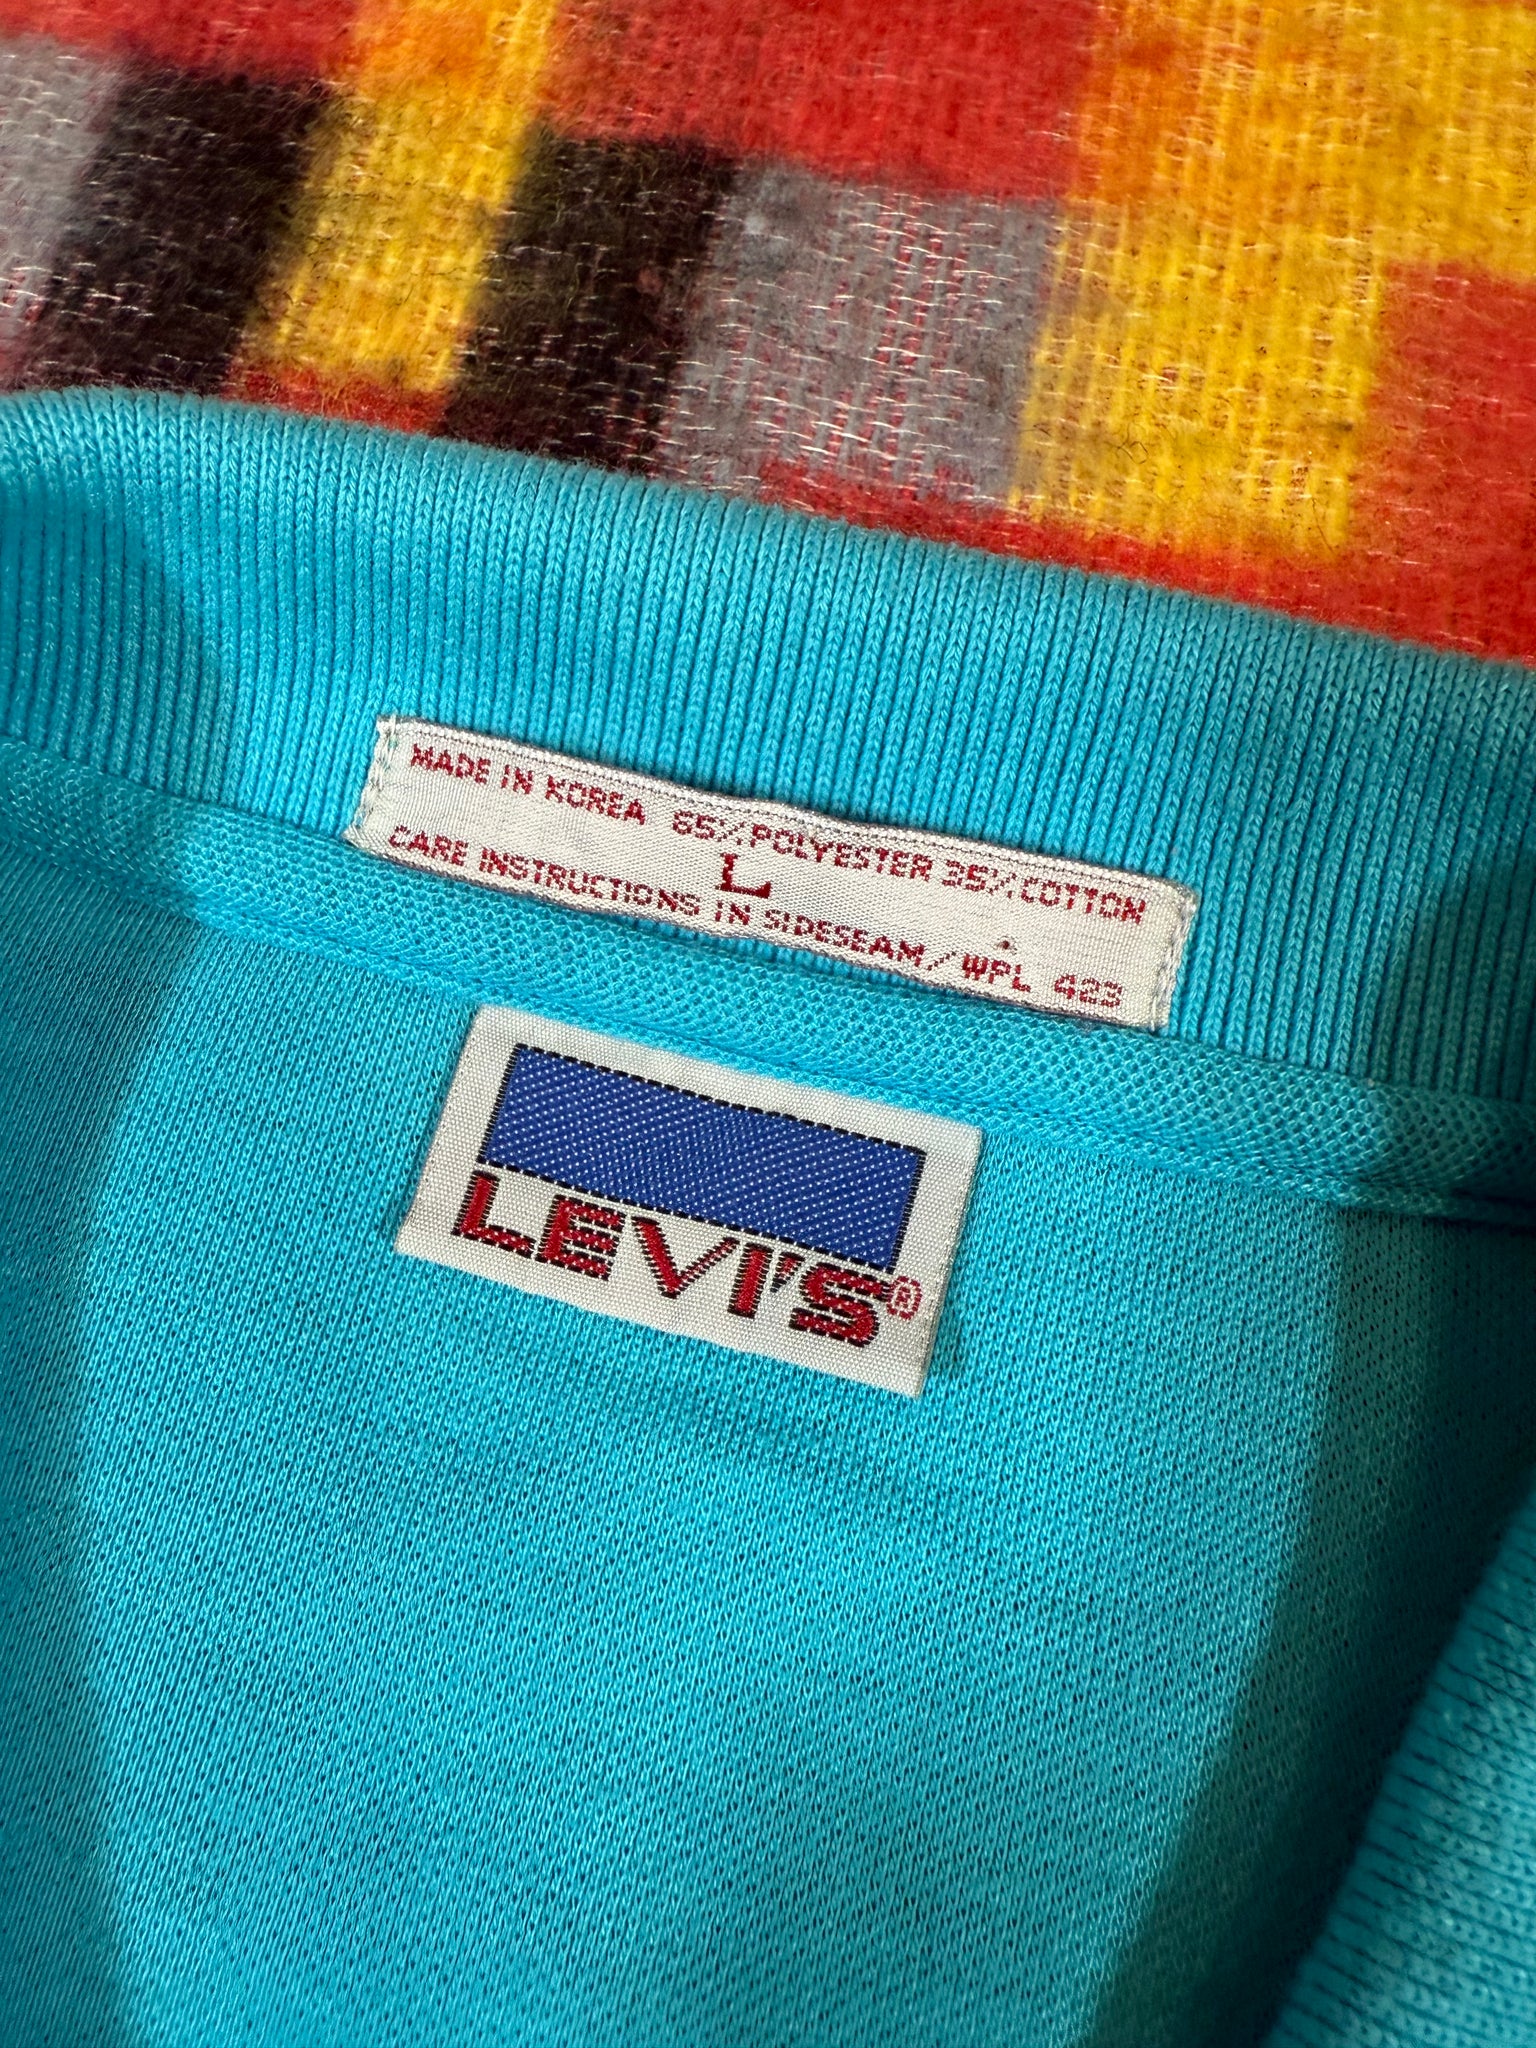 MADE IN KOREA 65% POLYESTER 35% COTTON
L
CARE INSTRUCTIONS IN SIDESEAM/WPL 423
LEVI'S®